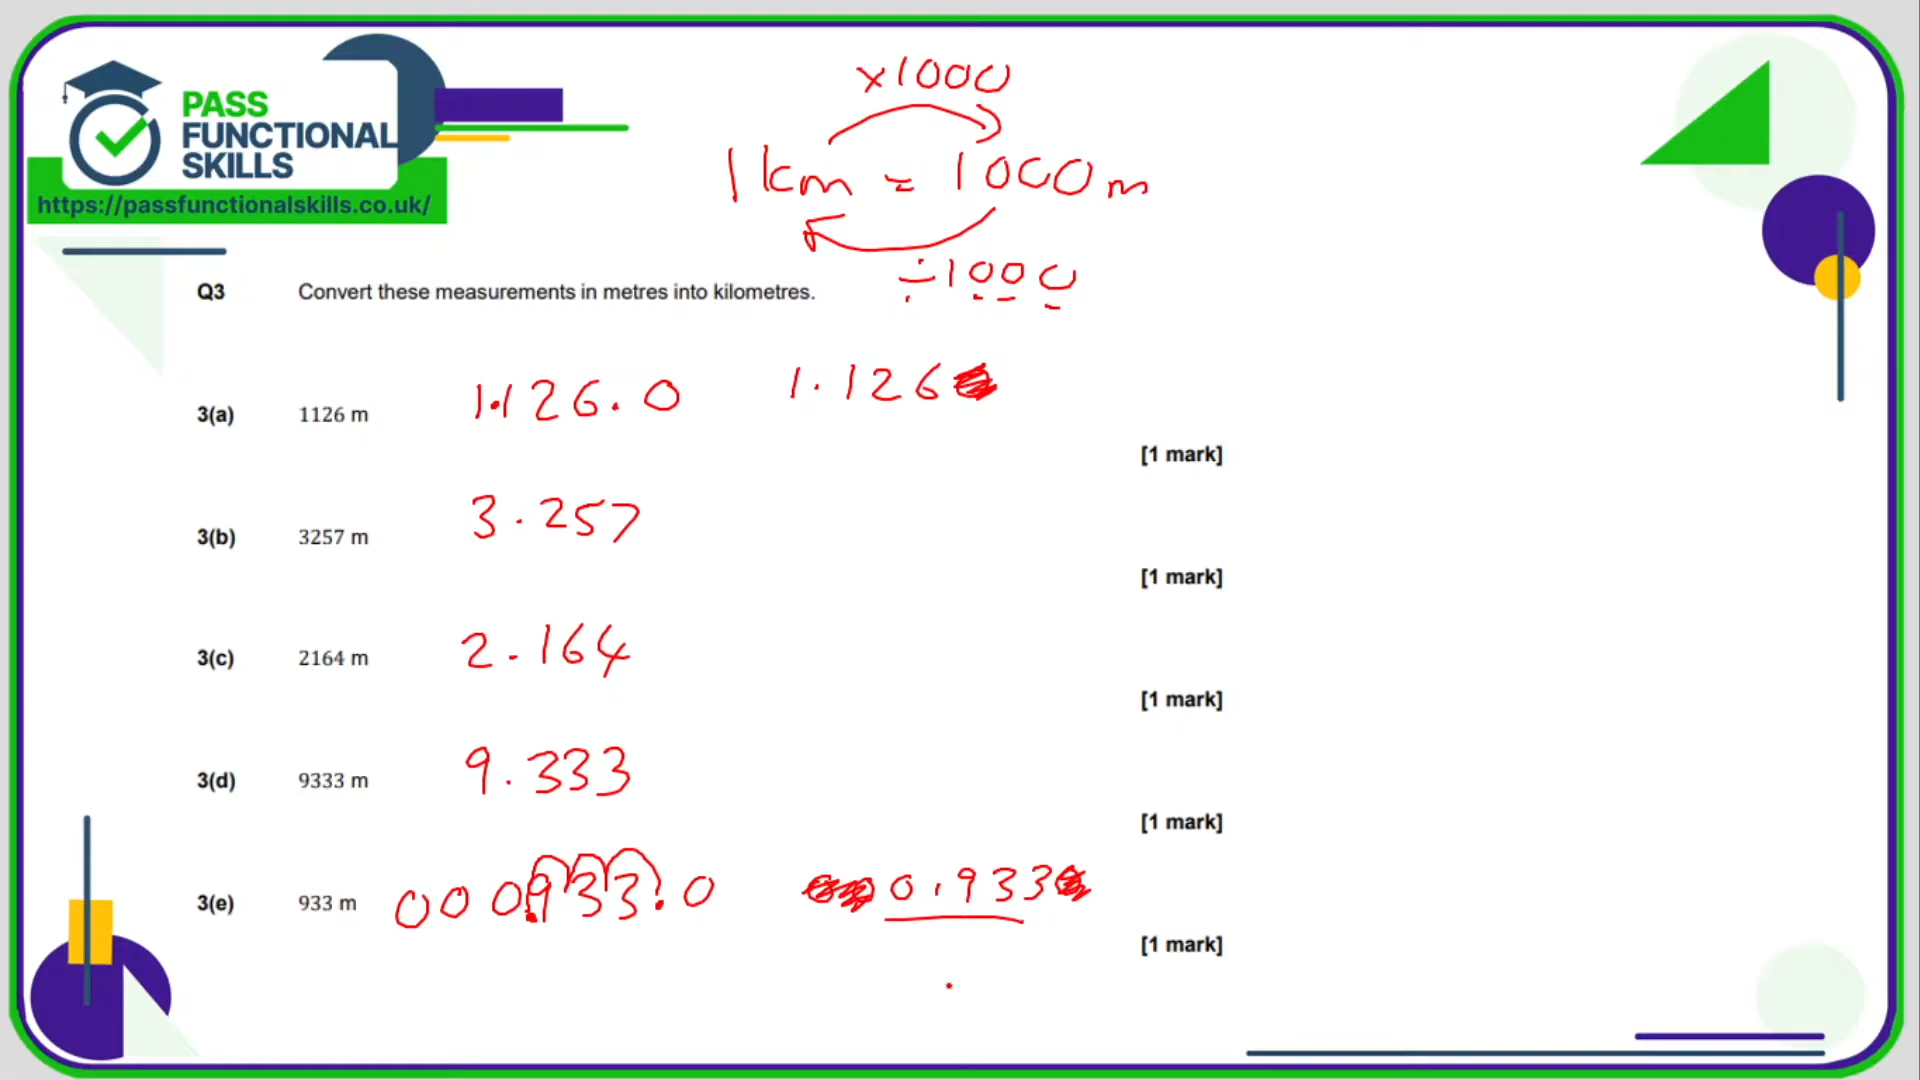 PASS
FUNCTIONAL
SKILLS
https://passfunctionalskills.co.uk/
×1000
1km = 1000m
÷1000
Q3 Convert these measurements in metres into kilometres.
3(a) 1126 m 1.126.0 1.126
[1 mark]
3(b) 3257 m 3.257
[1 mark]
3(c) 2164 m 2.164
[1 mark]
3(d) 9333 m 9.333
[1 mark]
3(e) 933 m 000.933.0 0.933
[1 mark]